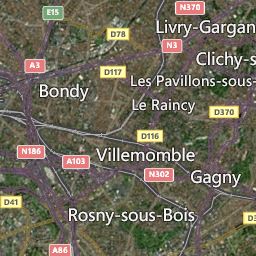 E15
N370
Livry-Gargan
D78
N3
A3
Clichy-s
D117
Les Pavillons-sous-
Bondy
Le Raincy
D370
D116
N186
Villemomble
A103
N302
Gagny
D41
Rosny-sous-Bois
D3
A86